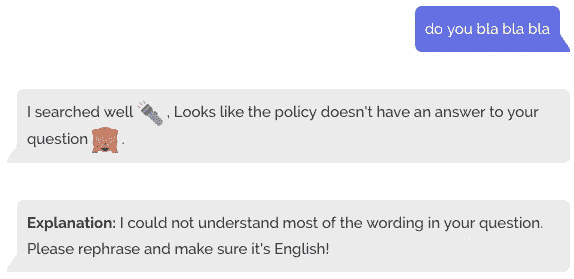 do you bla bla bla
I searched well 🔦, Looks like the policy doesn't have an answer to your
question 🙈.
Explanation: I could not understand most of the wording in your question.
Please rephrase and make sure it's English!